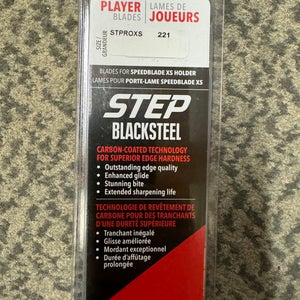 PLAYER BLADES
LAMES DE JOUEURS
SIZE/GRANDEUR
STPROXS 221
BLADES FOR SPEEDBLADE XS HOLDER
LAMES POUR PORTE-LAME SPEEDBLADE XS
STEP
BLACKSTEEL
CARBON-COATED TECHNOLOGY
FOR SUPERIOR EDGE HARDNESS
• Outstanding edge quality
• Enhanced glide
• Stunning bite
• Extended sharpening life
TECHNOLOGIE DE REVÊTEMENT DE
CARBONE POUR DES TRANCHANTS
D'UNE DURETÉ SUPÉRIEURE
• Tranchant inégalé
• Glisse améliorée
• Mordant exceptionnel
• Durée d'affûtage
prolongée